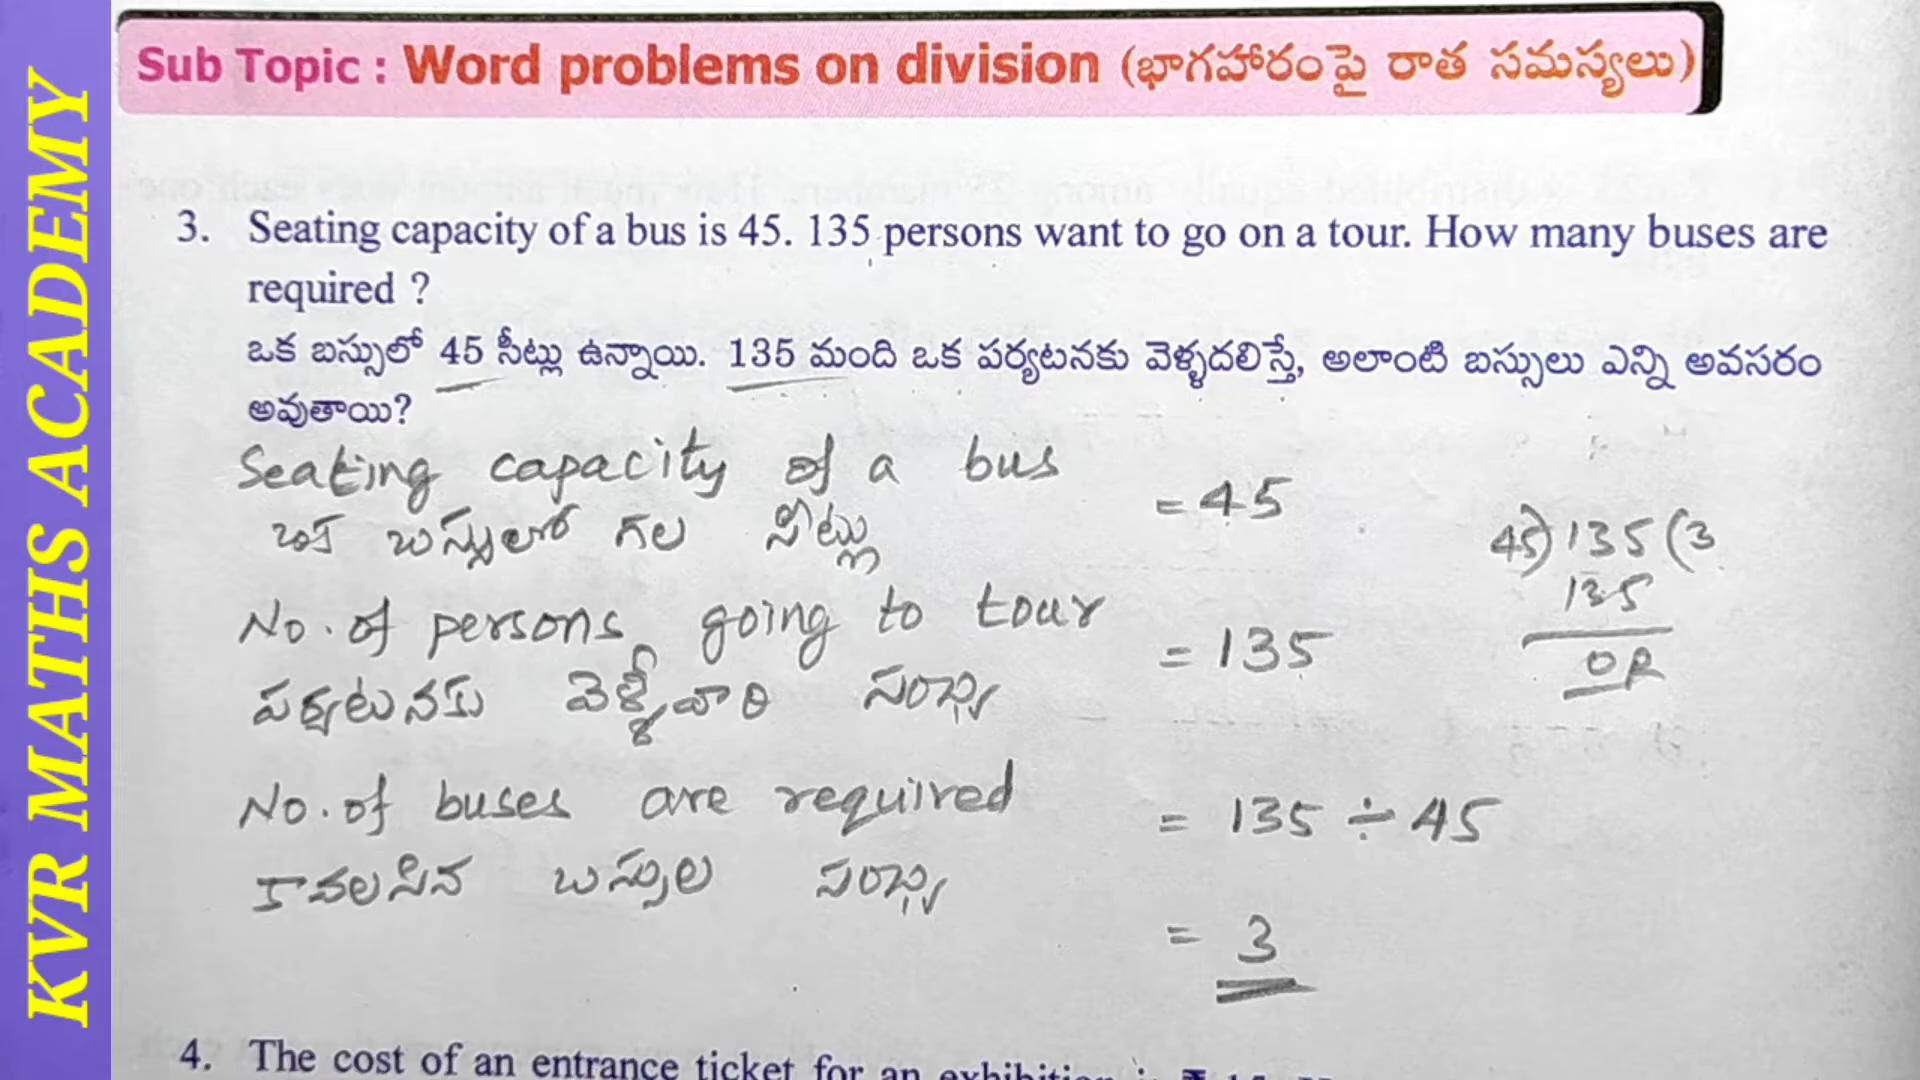 KVR MATHS ACADEMY
Sub Topic : Word problems on division (భాగహారంపై రాత సమస్యలు)
3. Seating capacity of a bus is 45. 135 persons want to go on a tour. How many buses are
required ?
ఒక బస్సులో 45 సీట్లు ఉన్నాయి. 135 మంది ఒక పర్యటనకు వెళ్ళదలిస్తే, అలాంటి బస్సులు ఎన్ని అవసరం
అవుతాయి?
Seating capacity of a bus = 45
ఒక బస్సులో గల సీట్లు
45) 135 (3
135
0 R
No. of persons going to tour = 135
పర్యటనకు వెళ్ళేవారి సంఖ్య
No. of buses are required = 135 ÷ 45
కావలసిన బస్సుల సంఖ్య
= 3
4. The cost of an entrance ticket for an exhibition